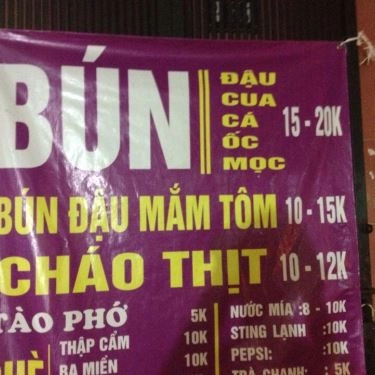 BÚN
ĐẬU
CUA
CÁ
ỐC
MỌC
15 - 20K
BÚN ĐẬU MẮM TÔM 10 - 15K
CHÁO THỊT 10 - 12K
TÀO PHỚ 5K
THẬP CẨM 10K
BA MIỀN 10K
NƯỚC MÍA :8 - 10K
STING LẠNH : 10K
PEPSI: 10K
TRÀ CHANH: : 5K